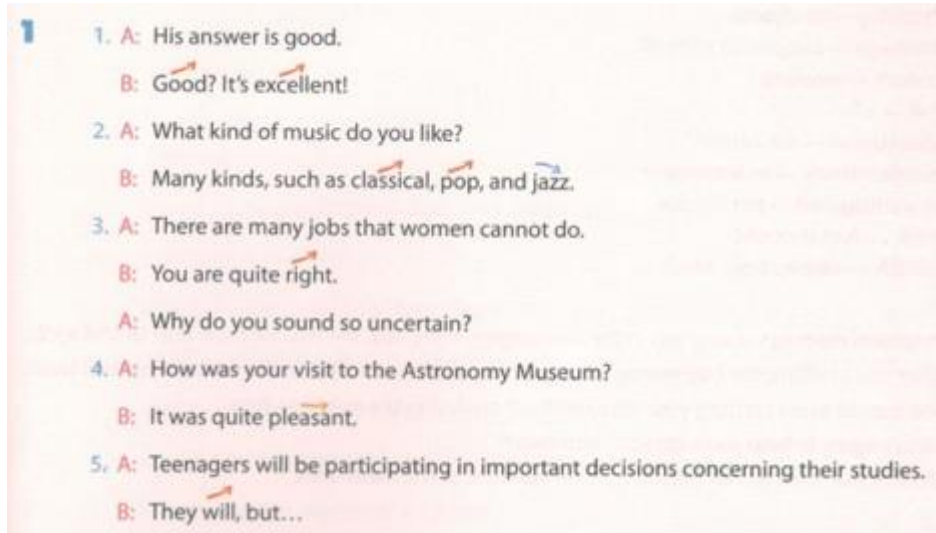 1
1. A: His answer is good.
B: Good? It's excellent!
2. A: What kind of music do you like?
B: Many kinds, such as classical, pop, and jazz.
3. A: There are many jobs that women cannot do.
B: You are quite right.
A: Why do you sound so uncertain?
4. A: How was your visit to the Astronomy Museum?
B: It was quite pleasant.
5. A: Teenagers will be participating in important decisions concerning their studies.
B: They will, but...